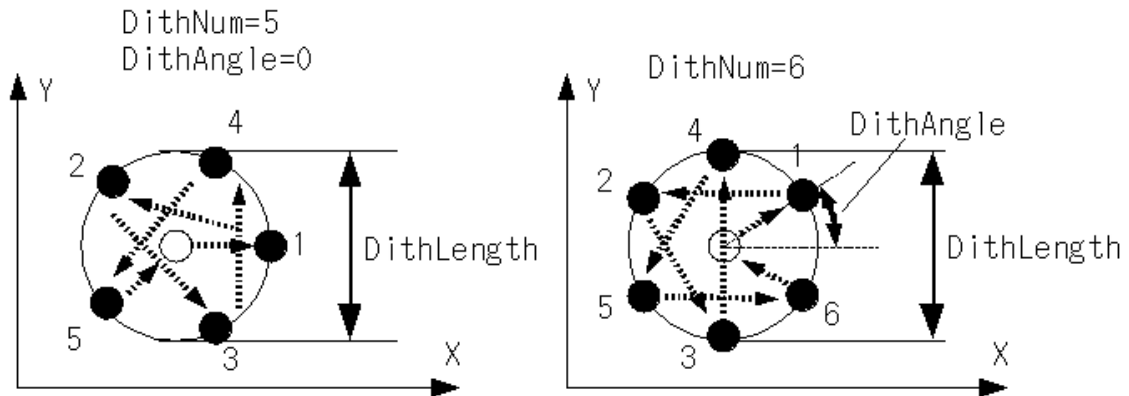 DithNum=5
DithAngle=0
Y
4
2
1
DithLength
5
3
X
DithNum=6
Y
DithAngle
4
1
2
DithLength
5
6
3
X